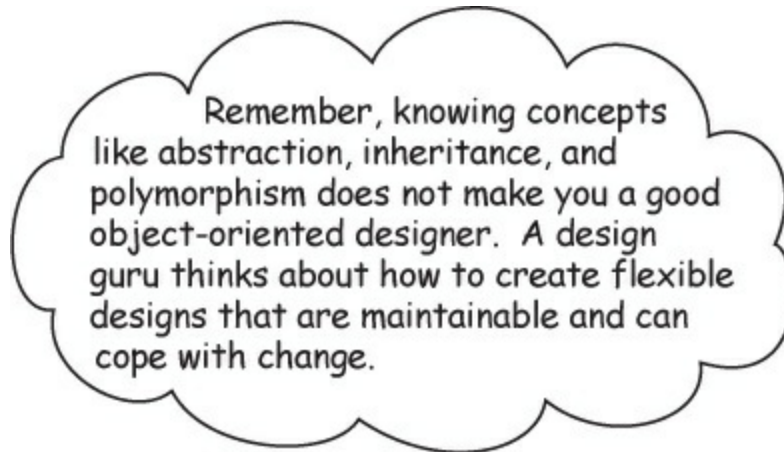 Remember, knowing concepts
like abstraction, inheritance, and
polymorphism does not make you a good
object-oriented designer. A design
guru thinks about how to create flexible
designs that are maintainable and can
cope with change.